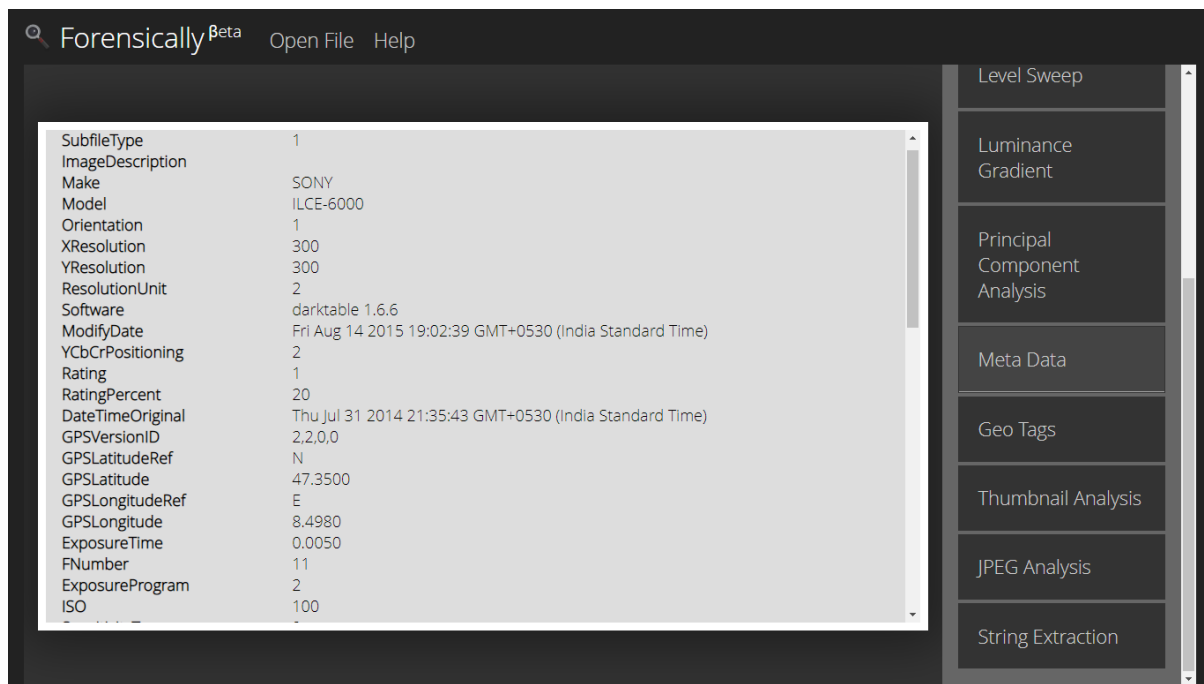 Forensically βeta Open File Help
SubfileType 1
ImageDescription
Make SONY
Model ILCE-6000
Orientation 1
XResolution 300
YResolution 300
ResolutionUnit 2
Software darktable 1.6.6
ModifyDate Fri Aug 14 2015 19:02:39 GMT+0530 (India Standard Time)
YCbCrPositioning 2
Rating 1
RatingPercent 20
DateTimeOriginal Thu Jul 31 2014 21:35:43 GMT+0530 (India Standard Time)
GPSVersionID 2,2,0,0
GPSLatitudeRef N
GPSLatitude 47.3500
GPSLongitudeRef E
GPSLongitude 8.4980
ExposureTime 0.0050
FNumber 11
ExposureProgram 2
ISO 100
Level Sweep
Luminance
Gradient
Principal
Component
Analysis
Meta Data
Geo Tags
Thumbnail Analysis
JPEG Analysis
String Extraction